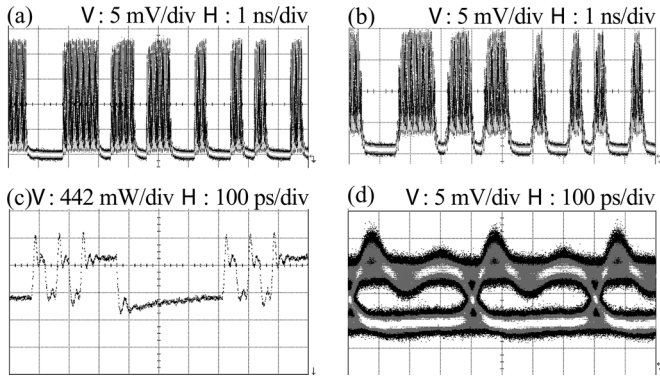 (a) V : 5 mV/div H : 1 ns/div
(b) V : 5 mV/div H : 1 ns/div
(c) V : 442 mW/div H : 100 ps/div
(d) V : 5 mV/div H : 100 ps/div